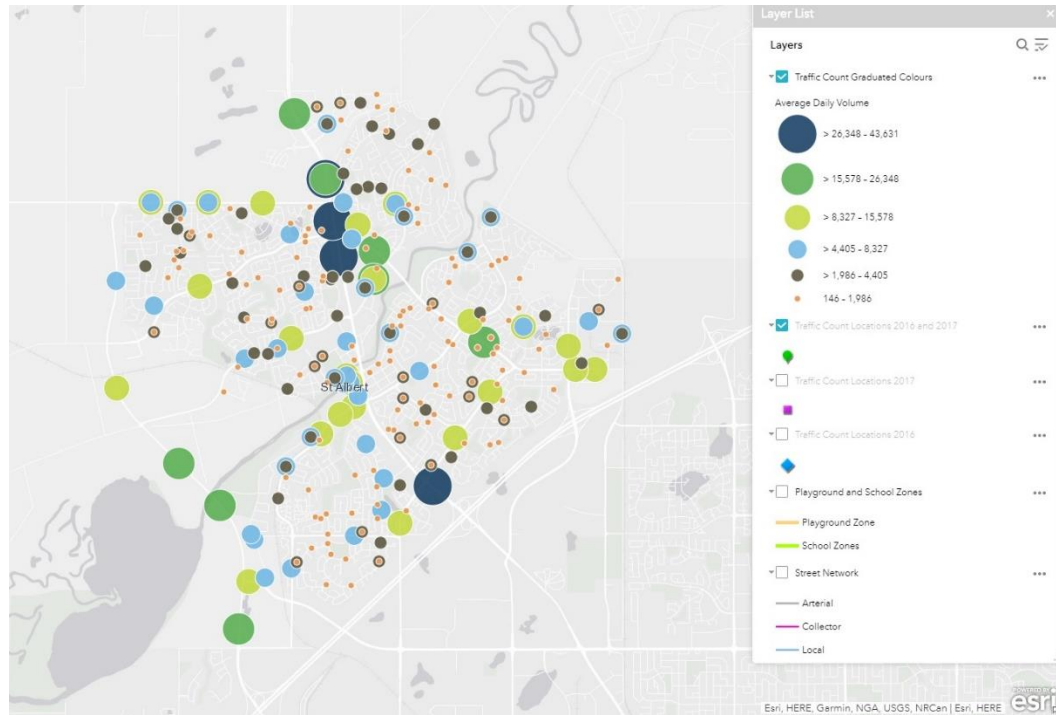 Layer List
Layers
Traffic Count Graduated Colours
Average Daily Volume
> 26,348 - 43,631
> 15,578 - 26,348
> 8,327 - 15,578
> 4,405 - 8,327
> 1,986 - 4,405
146 - 1,986
Traffic Count Locations 2016 and 2017
Traffic Count Locations 2017
Traffic Count Locations 2016
Playground and School Zones
Playground Zone
School Zones
Street Network
Arterial
Collector
Local
St Albert
POWERED BY
esri
Esri, HERE, Garmin, NGA, USGS, NRCan | Esri, HERE